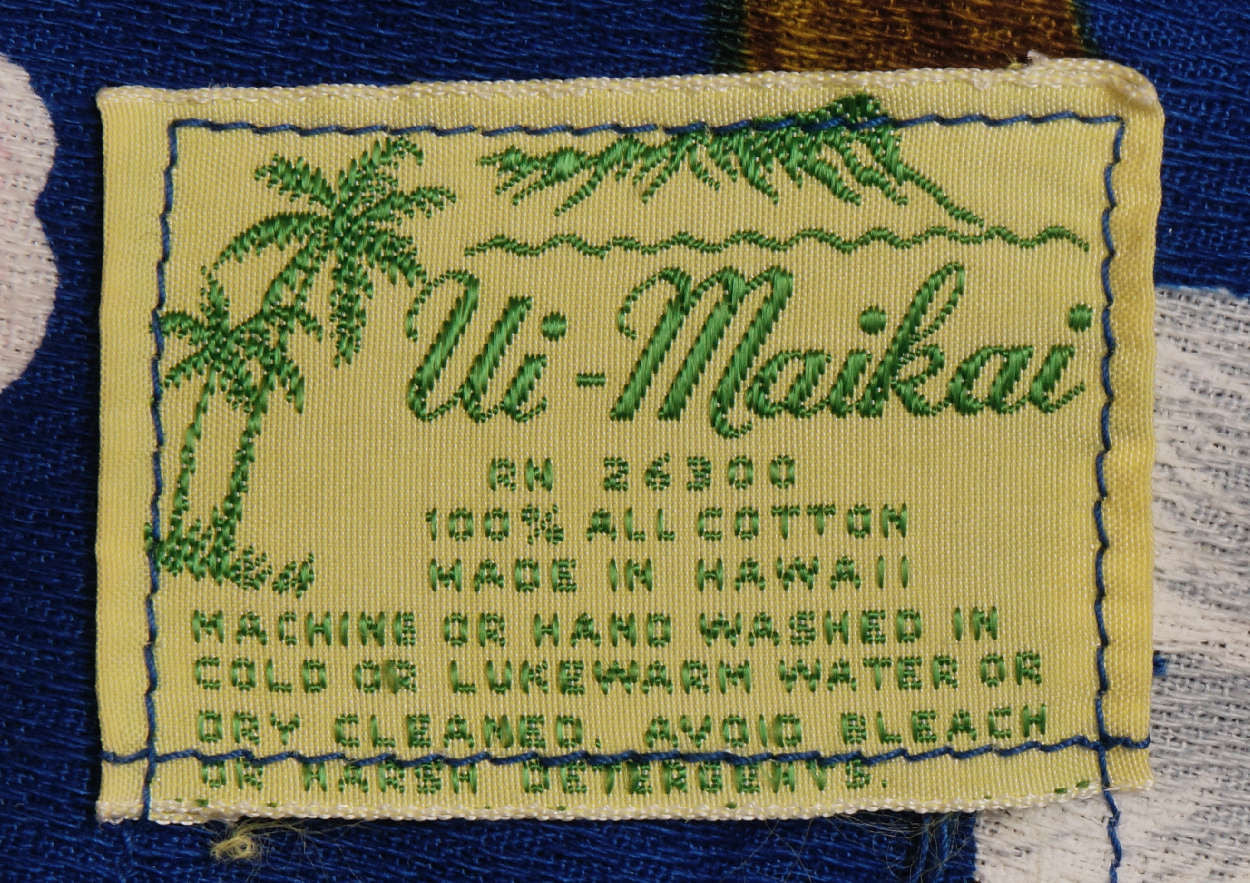 Ui-Maikai
RN 26300
100% ALL COTTON
MADE IN HAWAII
MACHINE OR HAND WASHED IN
COLD OR LUKEWARM WATER OR
DRY CLEANED. AVOID BLEACH
OR HARSH DETERGENTS.